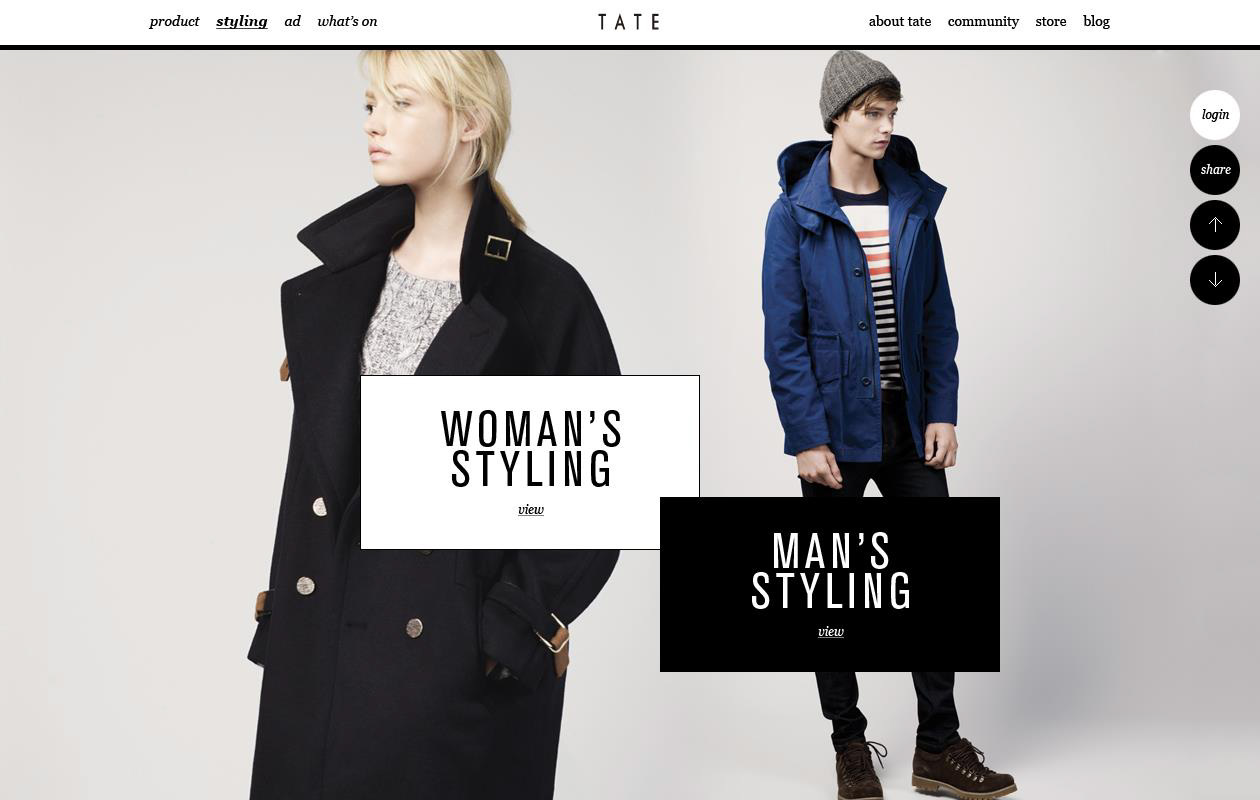 product styling ad what's on TATE about tate community store blog
login
share
WOMAN'S
STYLING
view
MAN'S
STYLING
view